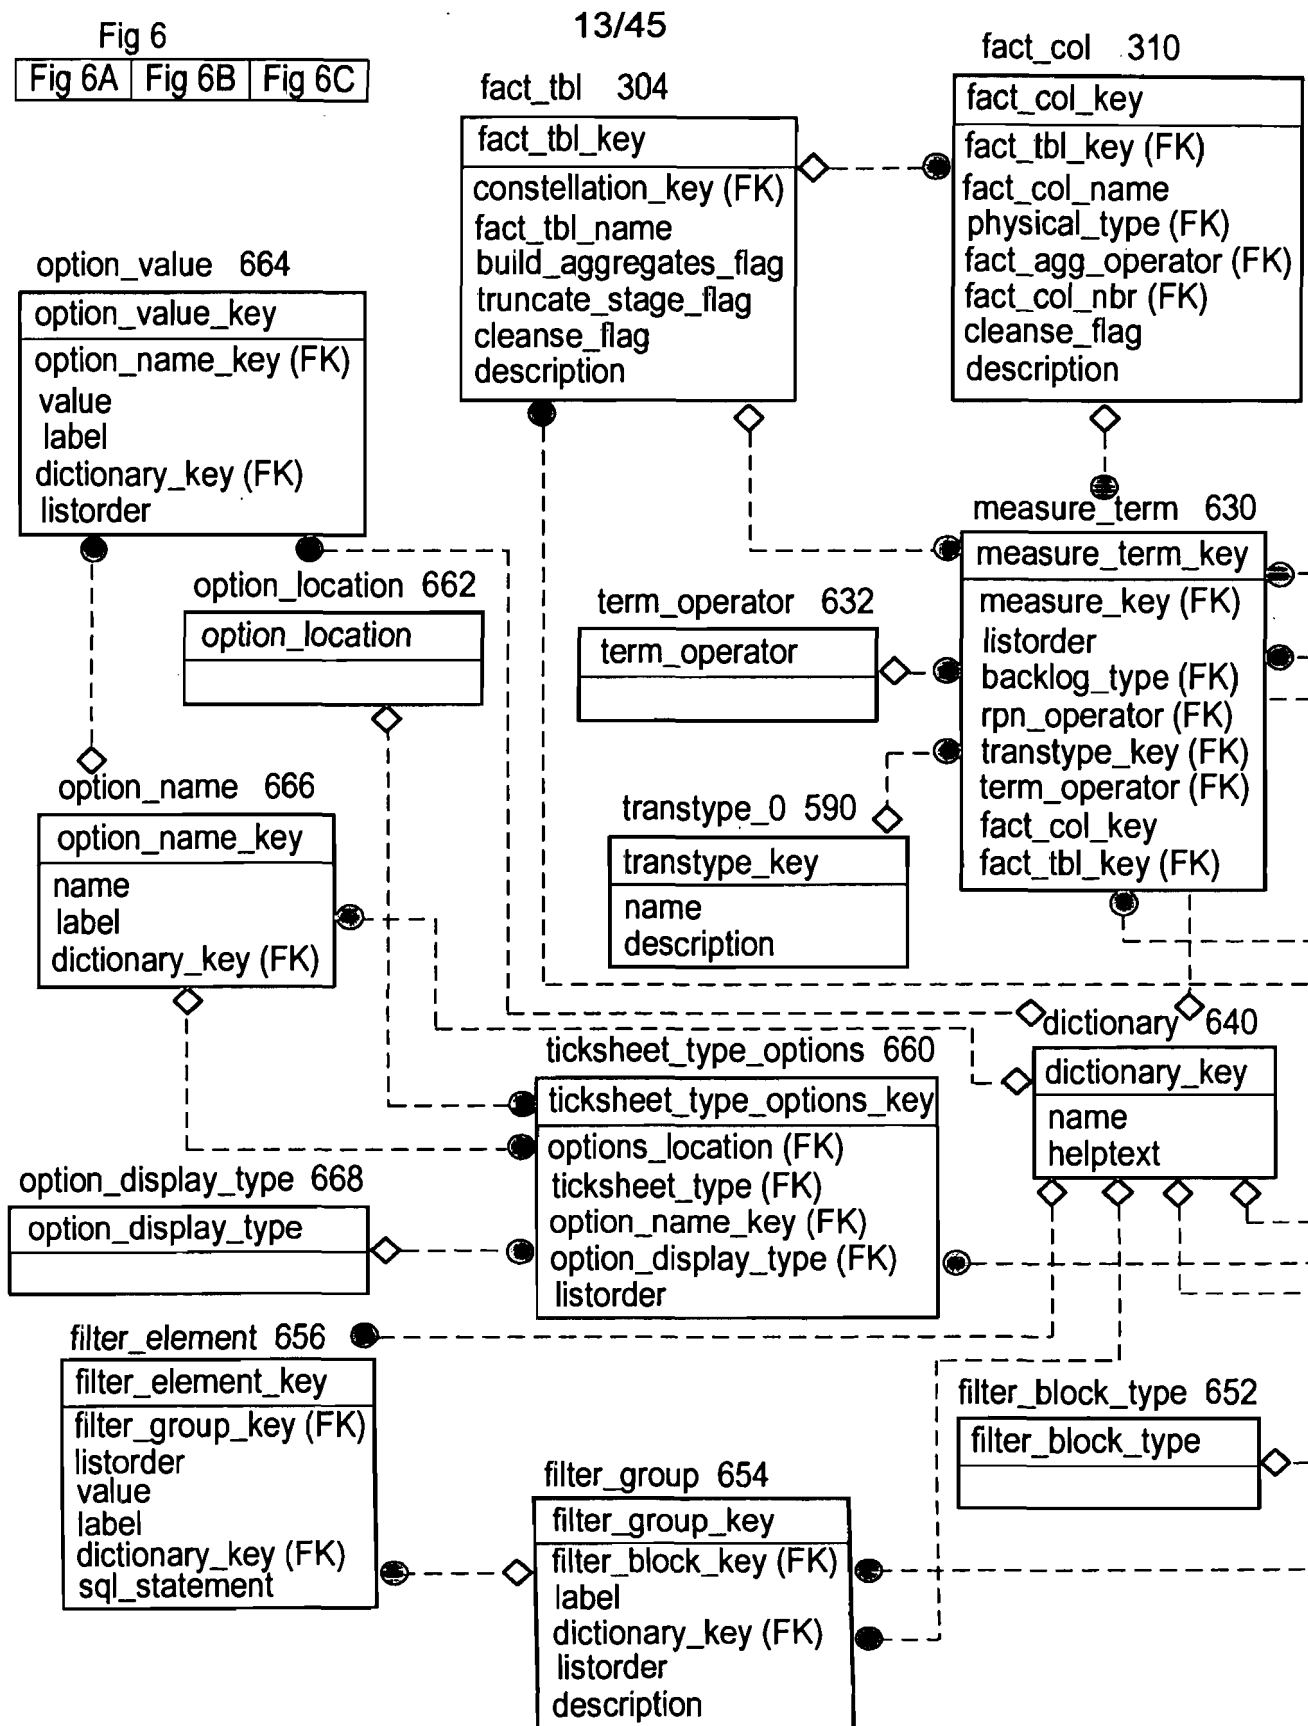 13/45
Fig 6
Fig 6A Fig 6B Fig 6C
fact_tbl 304
fact_tbl_key
constellation_key (FK)
fact_tbl_name
build_aggregates_flag
truncate_stage_flag
cleanse_flag
description
fact_col 310
fact_col_key
fact_tbl_key (FK)
fact_col_name
physical_type (FK)
fact_agg_operator (FK)
fact_col_nbr (FK)
cleanse_flag
description
option_value 664
option_value_key
option_name_key (FK)
value
label
dictionary_key (FK)
listorder
option_location 662
option_location
term_operator 632
term_operator
measure_term 630
measure_term_key
measure_key (FK)
listorder
backlog_type (FK)
rpn_operator (FK)
transtype_key (FK)
term_operator (FK)
fact_col_key
fact_tbl_key (FK)
option_name 666
option_name_key
name
label
dictionary_key (FK)
transtype_0 590
transtype_key
name
description
dictionary 640
dictionary_key
name
helptext
ticksheet_type_options 660
ticksheet_type_options_key
options_location (FK)
ticksheet_type (FK)
option_name_key (FK)
option_display_type (FK)
listorder
option_display_type 668
option_display_type
filter_element 656
filter_element_key
filter_group_key (FK)
listorder
value
label
dictionary_key (FK)
sql_statement
filter_block_type 652
filter_block_type
filter_group 654
filter_group_key
filter_block_key (FK)
label
dictionary_key (FK)
listorder
description